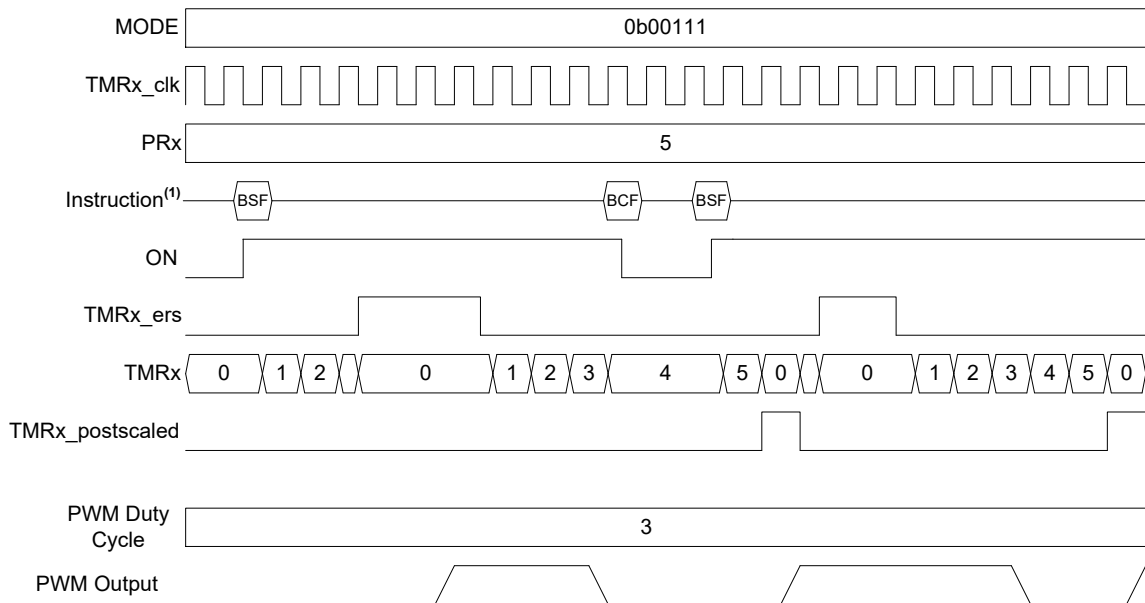 MODE 0b00111
TMRx_clk
PRx 5
Instruction(1) BSF BCF BSF
ON
TMRx_ers
TMRx 0 1 2 0 1 2 3 4 5 0 0 1 2 3 4 5 0
TMRx_postscaled
PWM Duty
Cycle 3
PWM Output